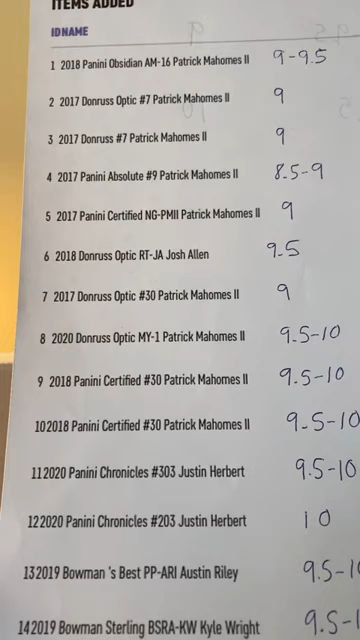 ITEMS ADDED
IDNAME
1 2018 Panini Obsidian AM-16 Patrick Mahomes II 9-9.5
2 2017 Donruss Optic #7 Patrick Mahomes II 9
3 2017 Donruss #7 Patrick Mahomes II 9
4 2017 Panini Absolute #9 Patrick Mahomes II 8.5-9
5 2017 Panini Certified NG-PMII Patrick Mahomes II 9
6 2018 Donruss Optic RT-JA Josh Allen 9.5
7 2017 Donruss Optic #30 Patrick Mahomes II 9
8 2020 Donruss Optic MY-1 Patrick Mahomes II 9.5-10
9 2018 Panini Certified #30 Patrick Mahomes II 9.5-10
10 2018 Panini Certified #30 Patrick Mahomes II 9.5-10
11 2020 Panini Chronicles #303 Justin Herbert 9.5-10
12 2020 Panini Chronicles #203 Justin Herbert 10
13 2019 Bowman 's Best PP-ARI Austin Riley 9.5-10
14 2019 Bowman Sterling BSRA-KW Kyle Wright 9.5-1